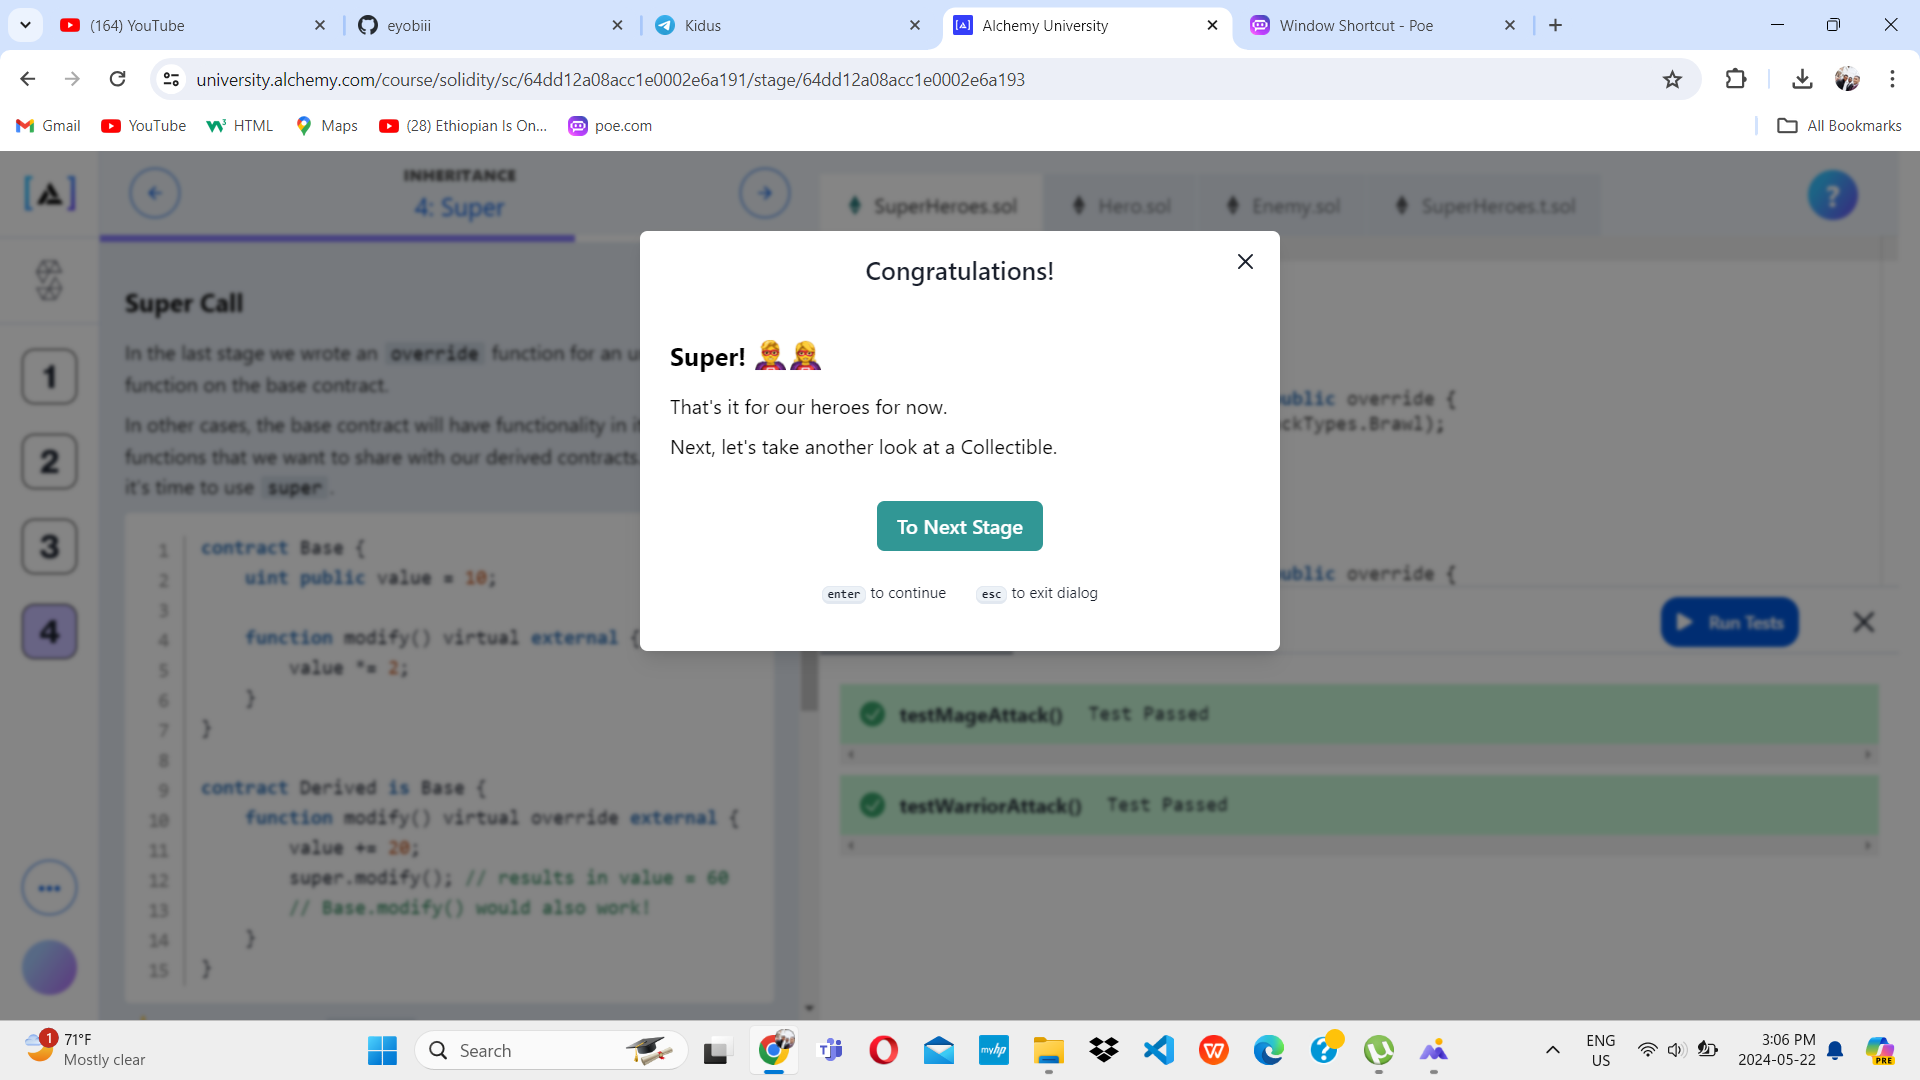 (164) YouTube
eyobiii
Kidus
Alchemy University
Window Shortcut - Poe
university.alchemy.com/course/solidity/sc/64dd12a08acc1e0002e6a191/stage/64dd12a08acc1e0002e6a193
Gmail
YouTube
HTML
Maps
(28) Ethiopian Is On...
poe.com
All Bookmarks
INHERITANCE
4: Super
SuperHeroes.sol
Hero.sol
Enemy.sol
SuperHeroes.t.sol
?
1
2
3
4
Super Call
In the last stage we wrote an override function for an
function on the base contract.
In other cases, the base contract will have functionality in
functions that we want to share with our derived contracts
it's time to use super.
1 contract Base {
2 uint public value = 10;
3
4 function modify() virtual external {
5 value *= 2;
6 }
7 }
8
9 contract Derived is Base {
10 function modify() virtual override external {
11 value += 20;
12 super.modify(); // results in value = 60
13 // Base.modify() would also work!
14 }
15 }
Congratulations!
Super!
That's it for our heroes for now.
Next, let's take another look at a Collectible.
To Next Stage
enter to continue
esc to exit dialog
public override {
ckTypes.Brawl);
public override {
Run Tests
testMageAttack() Test Passed
testWarriorAttack() Test Passed
1
71°F
Mostly clear
Search
myhp
ENG
US
3:06 PM
2024-05-22
PRE